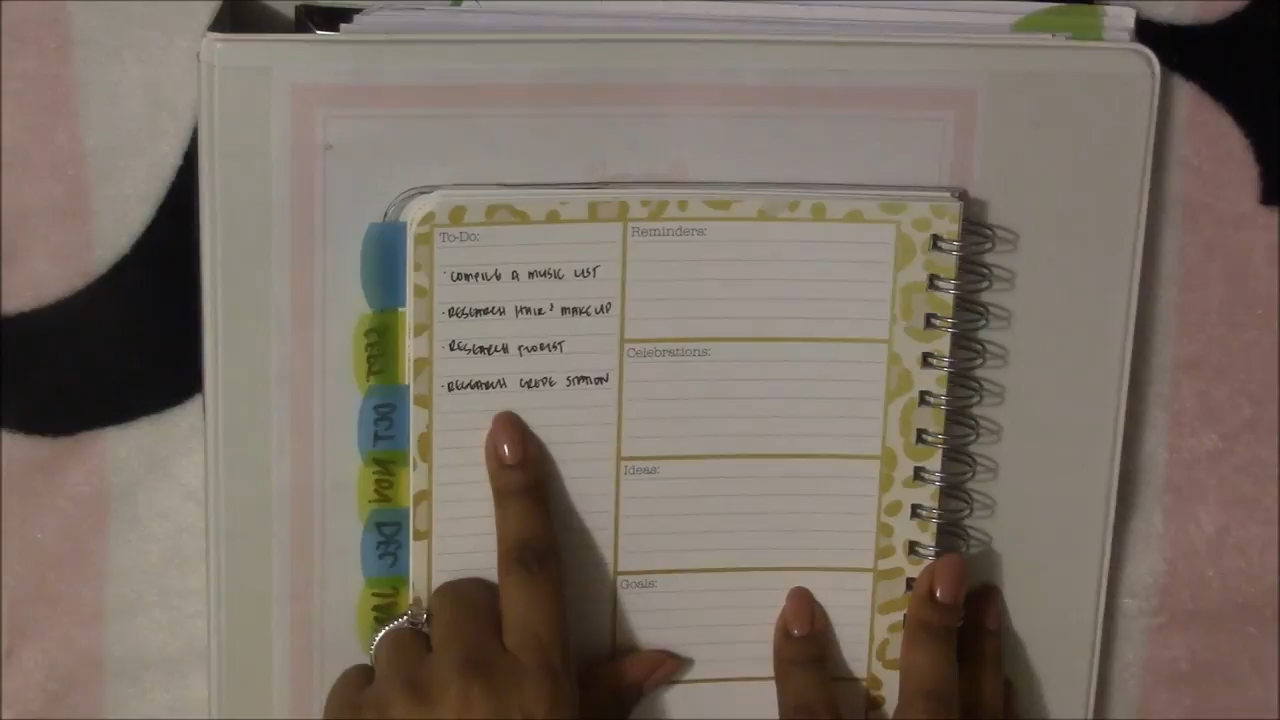 To-Do:
· COMPILE A MUSIC LIST
· RESEARCH HAIR & MAKEUP
· RESEARCH FLORIST
· RESEARCH CREPE STATION
Reminders:
Celebrations:
Ideas:
Goals:
OCT
NOV
DEC